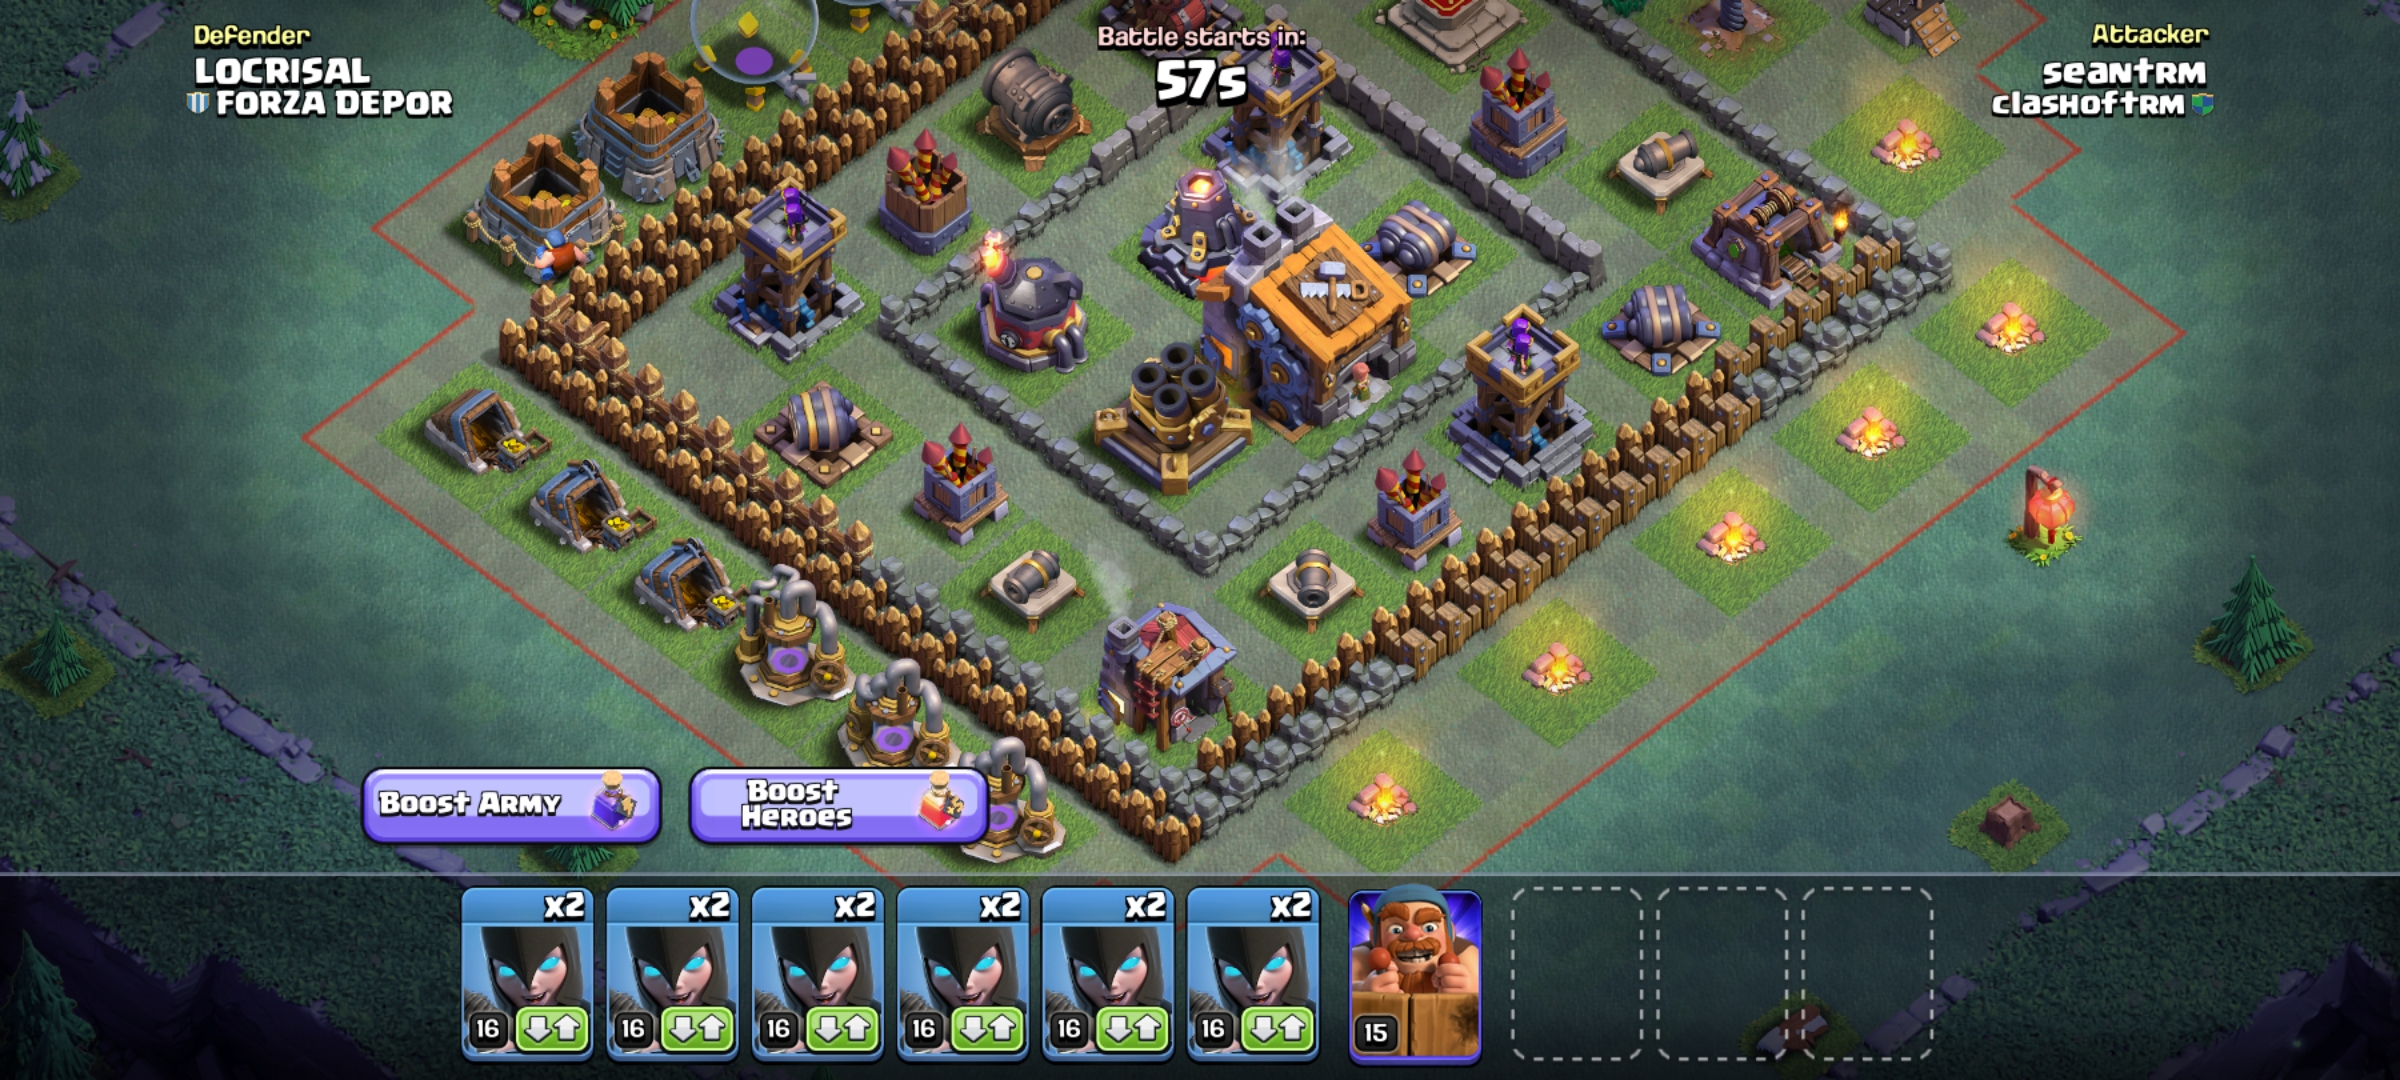 Defender
LOCRISAL
FORZA DEPOR
Battle starts in:
57s
Attacker
seantRM
clashoftRM
Boost Army
Boost
Heroes
x2 x2 x2 x2 x2 x2
16 16 16 16 16 16 15